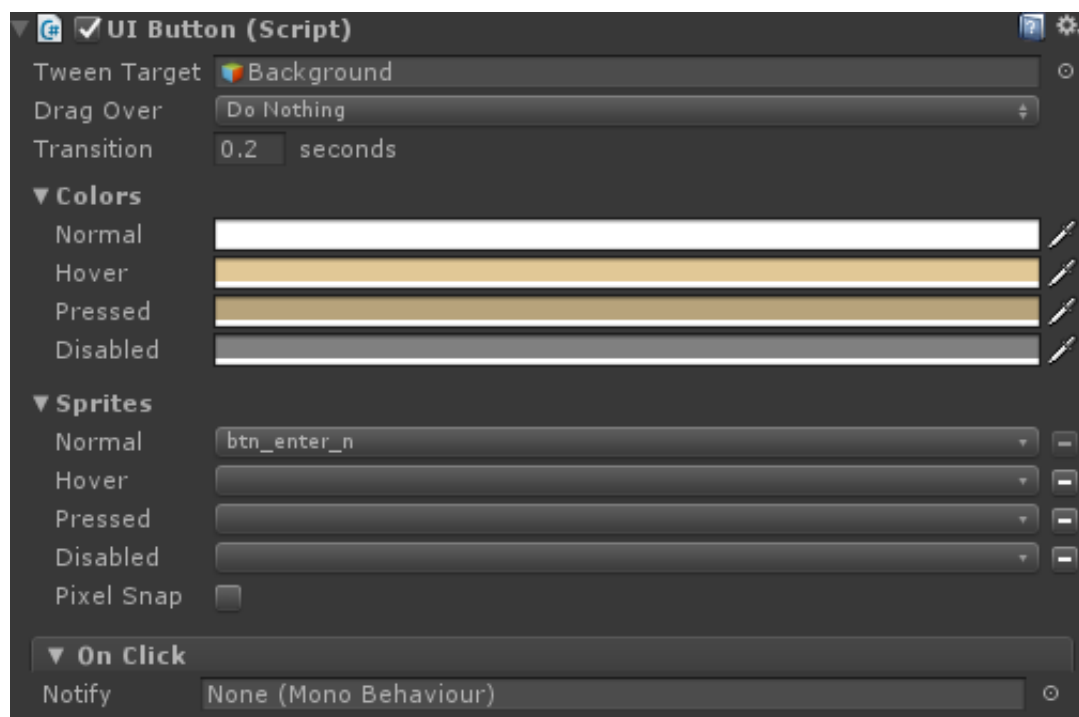 UI Button (Script)
Tween Target Background
Drag Over Do Nothing
Transition 0.2 seconds
Colors
Normal
Hover
Pressed
Disabled
Sprites
Normal btn_enter_n
Hover
Pressed
Disabled
Pixel Snap
On Click
Notify None (Mono Behaviour)